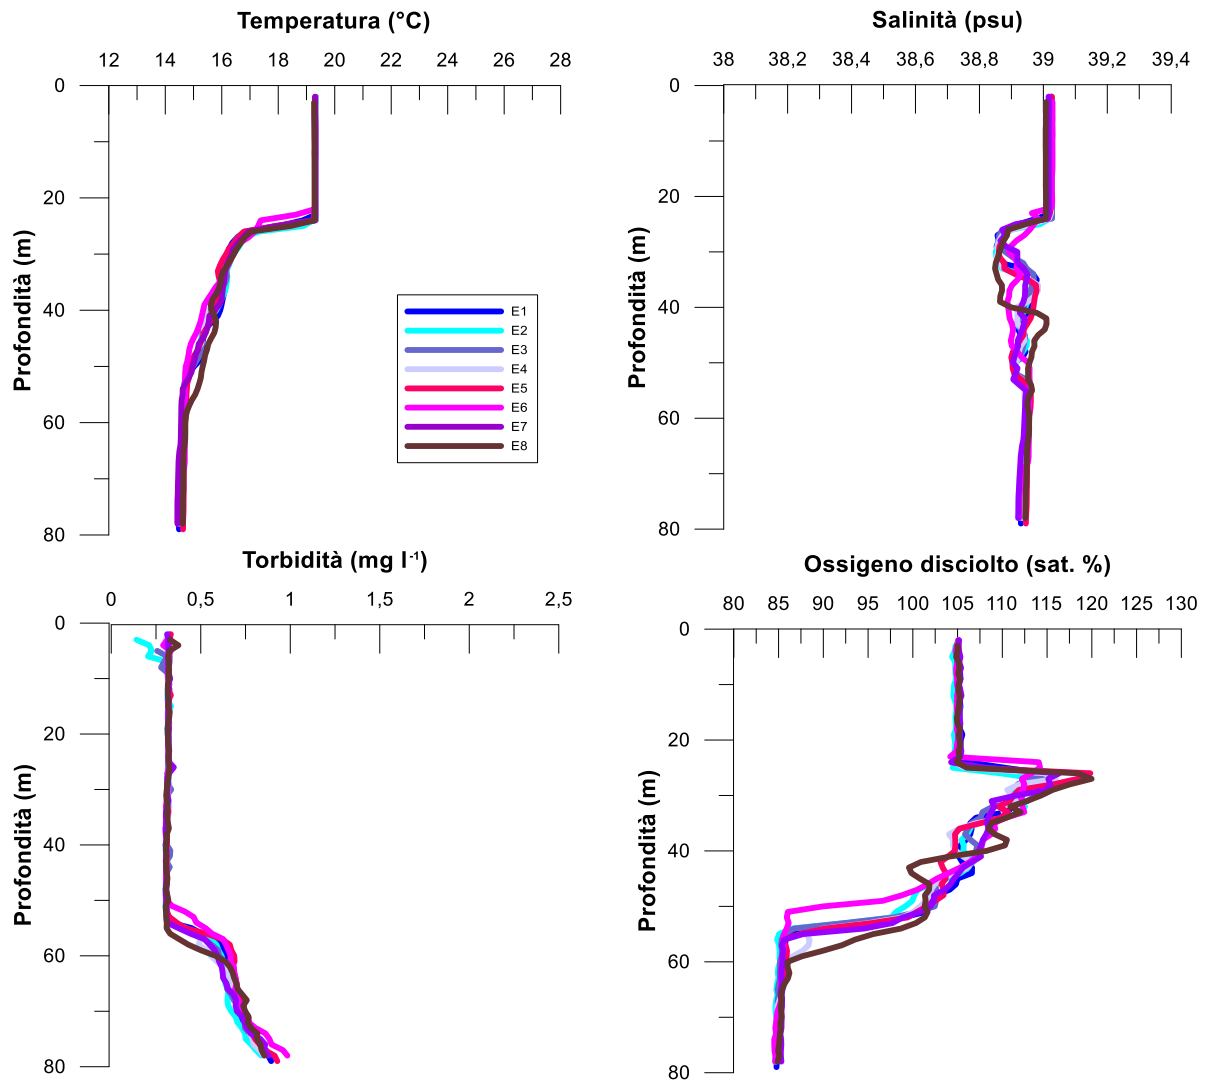 Temperatura (°C)
12 14 16 18 20 22 24 26 28
Profondità (m)
0
20
40
60
80
E1
E2
E3
E4
E5
E6
E7
E8
Salinità (psu)
38 38,2 38,4 38,6 38,8 39 39,2 39,4
Profondità (m)
0
20
40
60
80
Torbidità (mg l-1)
0 0,5 1 1,5 2 2,5
Profondità (m)
0
20
40
60
80
Ossigeno disciolto (sat. %)
80 85 90 95 100 105 110 115 120 125 130
Profondità (m)
0
20
40
60
80